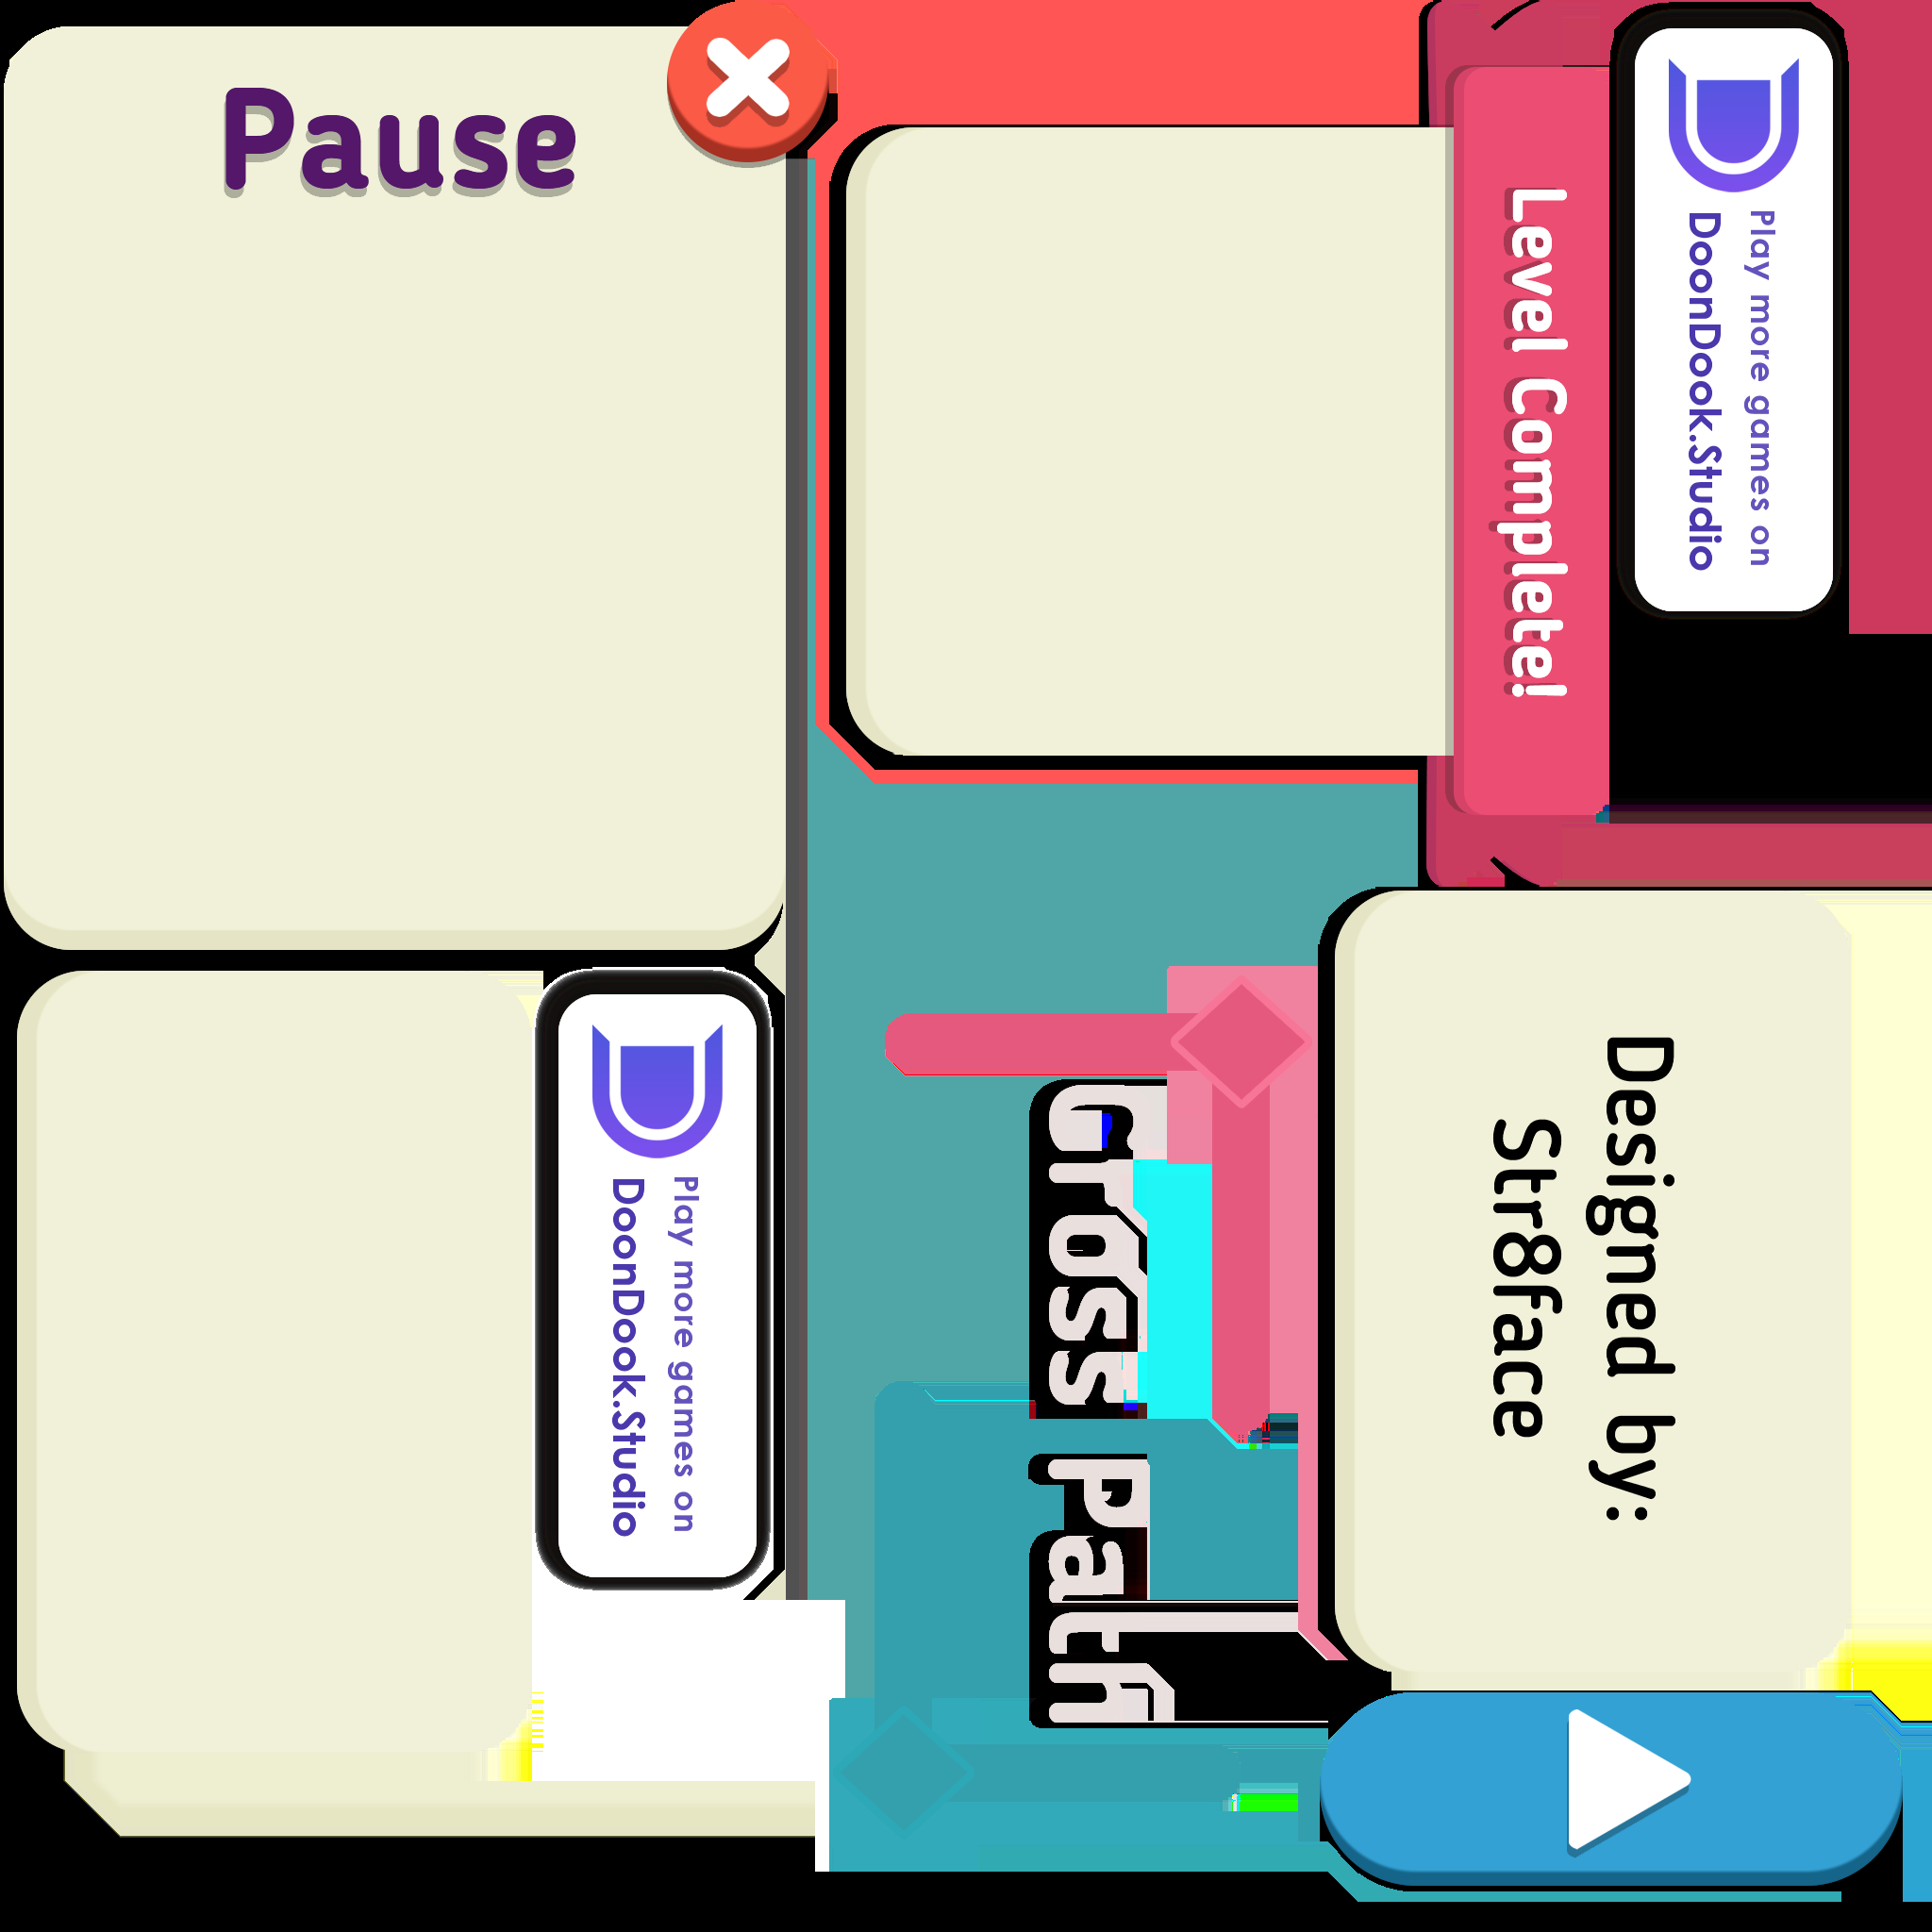 Pause
Level Complete!
Play more games on
DoonDook.Studio
Play more games on
DoonDook.Studio
Cross Path
Designed by:
Str8face